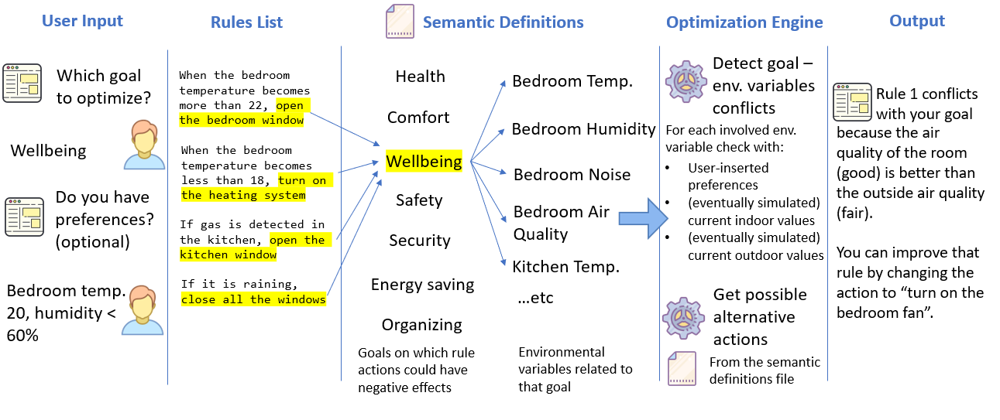 User Input
Which goal
to optimize?
Wellbeing
Do you have
preferences?
(optional)
Bedroom temp.
20, humidity <
60%
Rules List
When the bedroom
temperature becomes
more than 22, open
the bedroom window
When the bedroom
temperature becomes
less than 18, turn on
the heating system
If gas is detected in
the kitchen, open the
kitchen window
If it is raining,
close all the windows
Semantic Definitions
Health
Comfort
Wellbeing
Safety
Security
Energy saving
Organizing
Goals on which rule
actions could have
negative effects
Bedroom Temp.
Bedroom Humidity
Bedroom Noise
Bedroom Air
Quality
Kitchen Temp.
...etc
Environmental
variables related to
that goal
Optimization Engine
Detect goal –
env. variables
conflicts
For each involved env.
variable check with:
• User-inserted
preferences
• (eventually simulated)
current indoor values
• (eventually simulated)
current outdoor values
Get possible
alternative
actions
From the semantic
definitions file
Output
Rule 1 conflicts
with your goal
because the air
quality of the room
(good) is better than
the outside air quality
(fair).
You can improve that
rule by changing the
action to “turn on the
bedroom fan”.